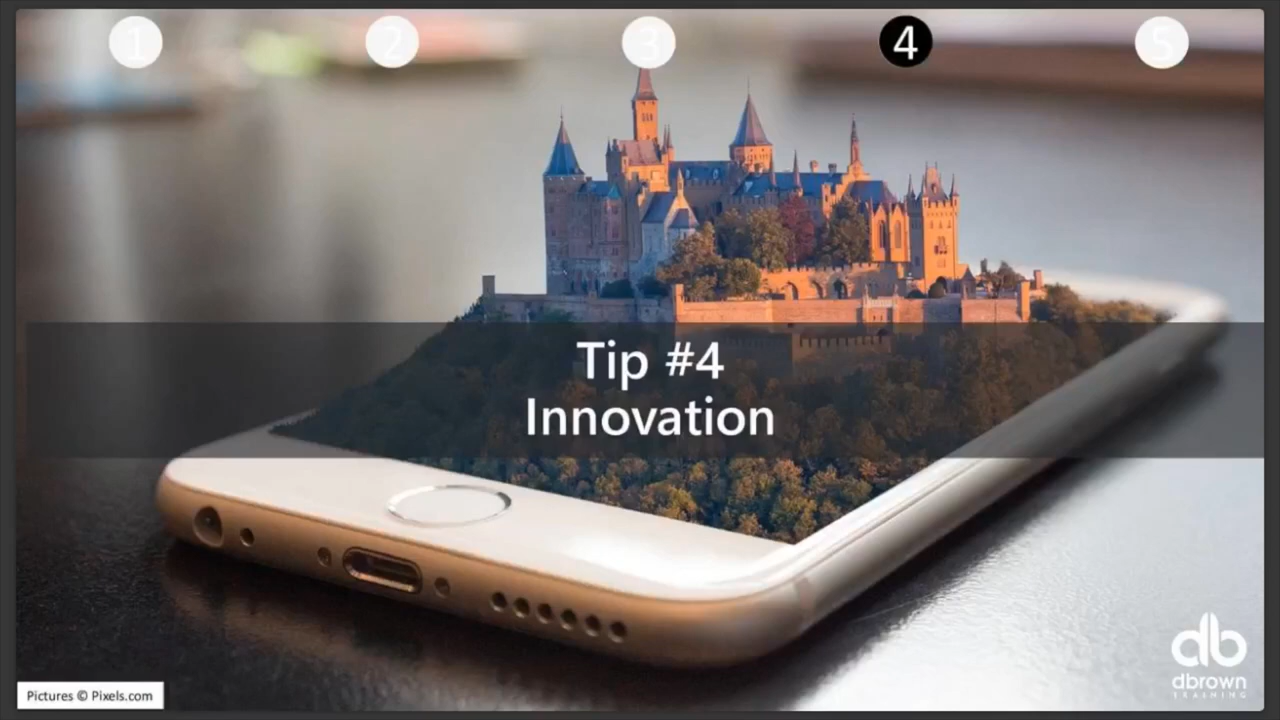 1 2 3 4 5
Tip #4
Innovation
db
dbrown
TRAINING
Pictures © Pixels.com